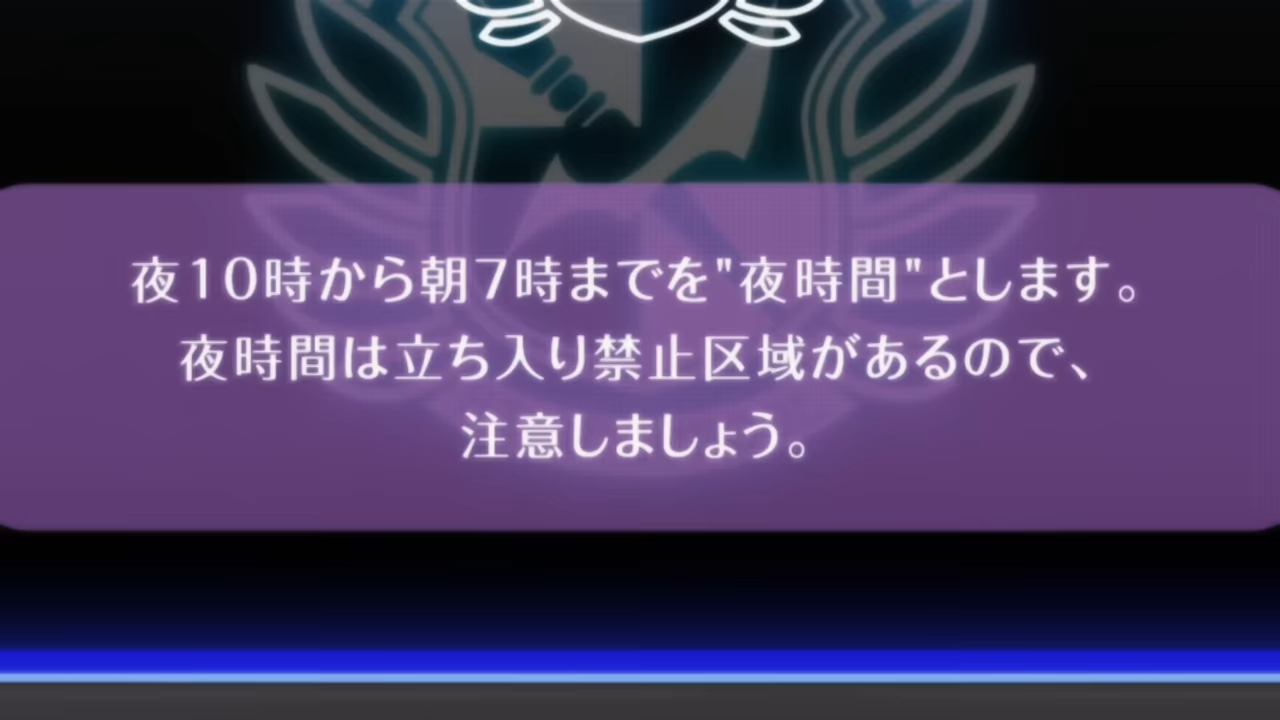 夜10時から朝7時までを"夜時間"とします。
夜時間は立ち入り禁止区域があるので、
注意しましょう。